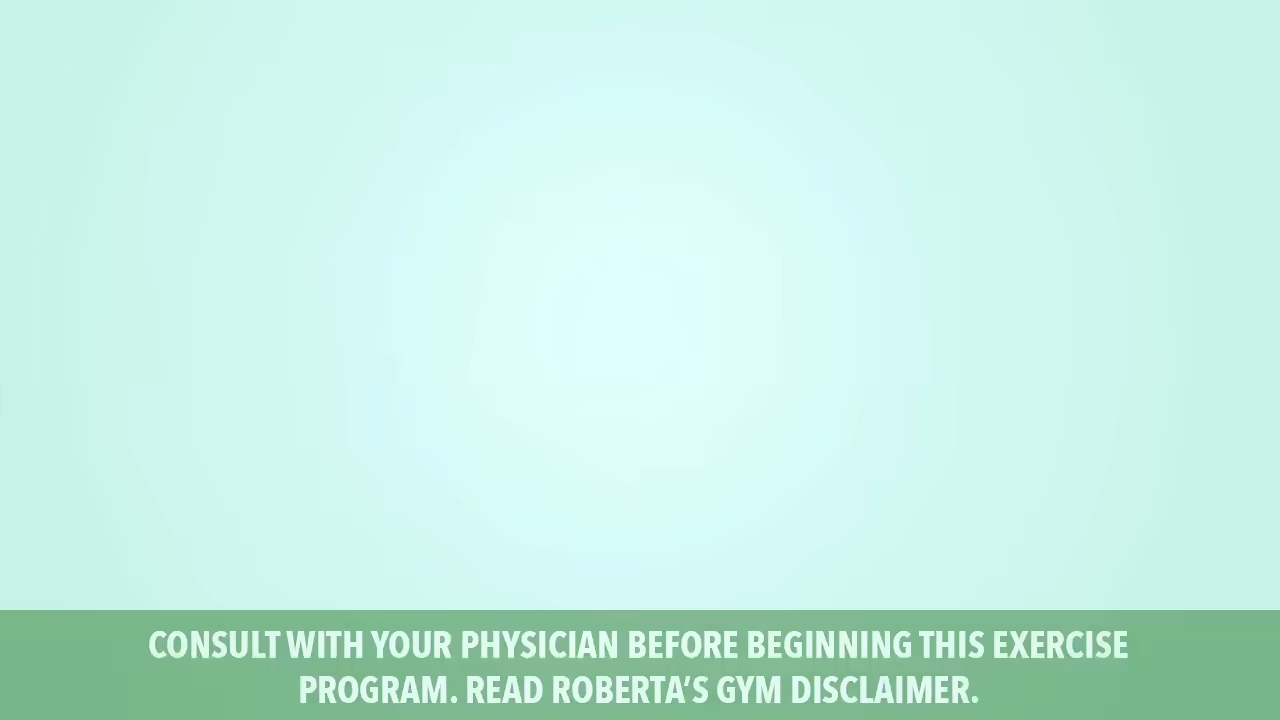 CONSULT WITH YOUR PHYSICIAN BEFORE BEGINNING THIS EXERCISE
PROGRAM. READ ROBERTA'S GYM DISCLAIMER.